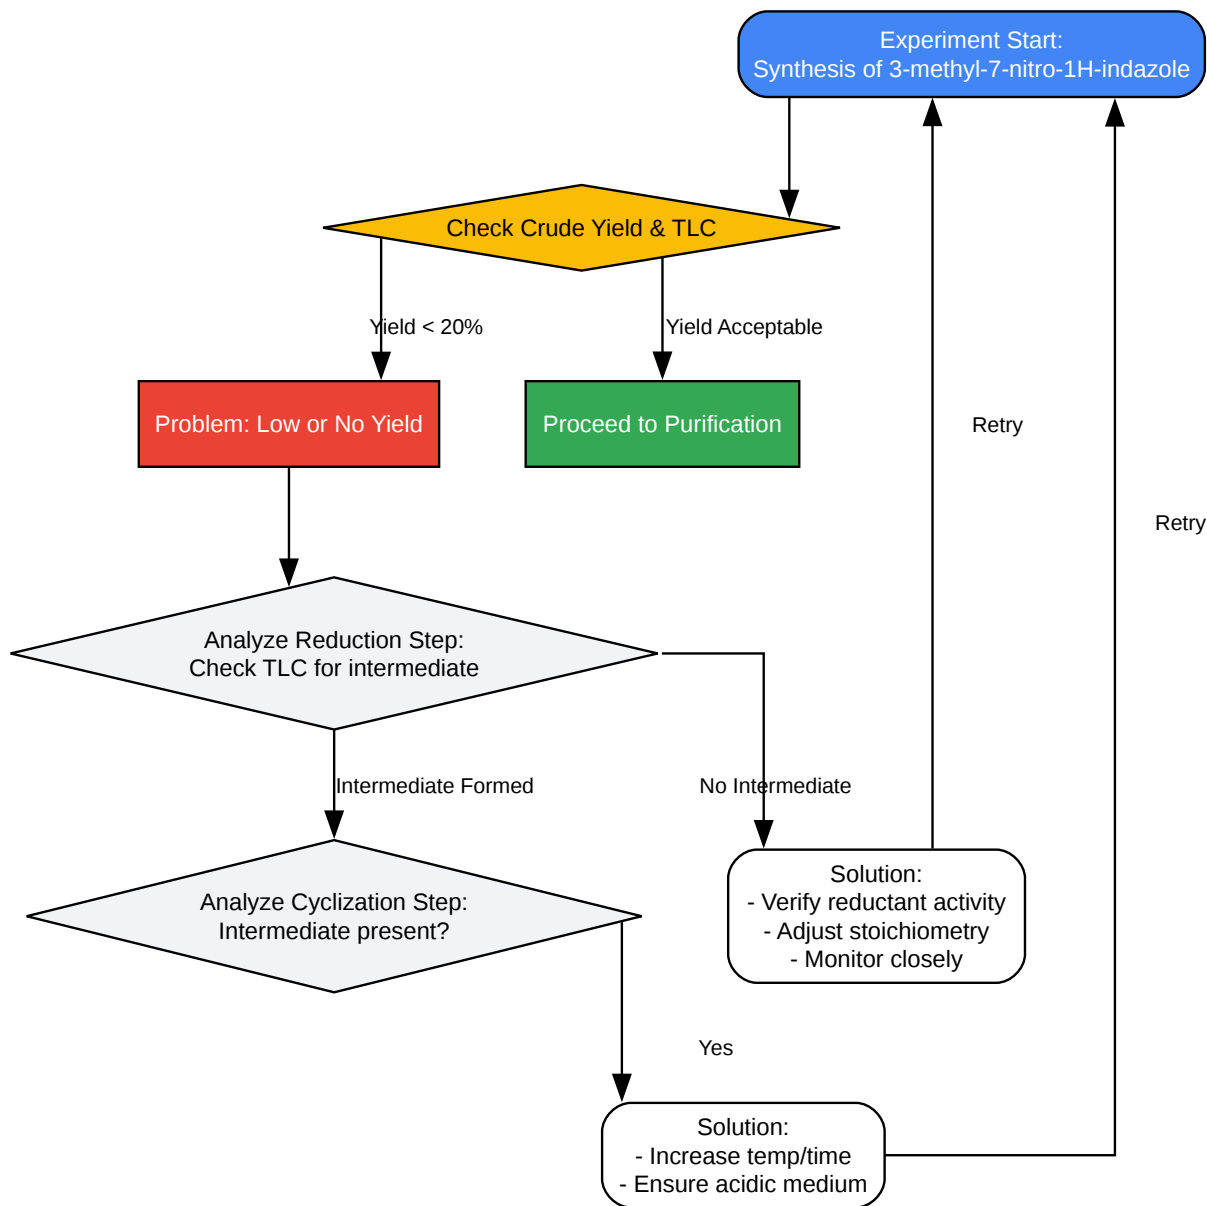 Experiment Start:
Synthesis of 3-methyl-7-nitro-1H-indazole
Check Crude Yield & TLC
Yield < 20%
Yield Acceptable
Problem: Low or No Yield
Proceed to Purification
Retry
Retry
Analyze Reduction Step:
Check TLC for intermediate
Intermediate Formed
No Intermediate
Analyze Cyclization Step:
Intermediate present?
Solution:
- Verify reductant activity
- Adjust stoichiometry
- Monitor closely
Yes
Solution:
- Increase temp/time
- Ensure acidic medium